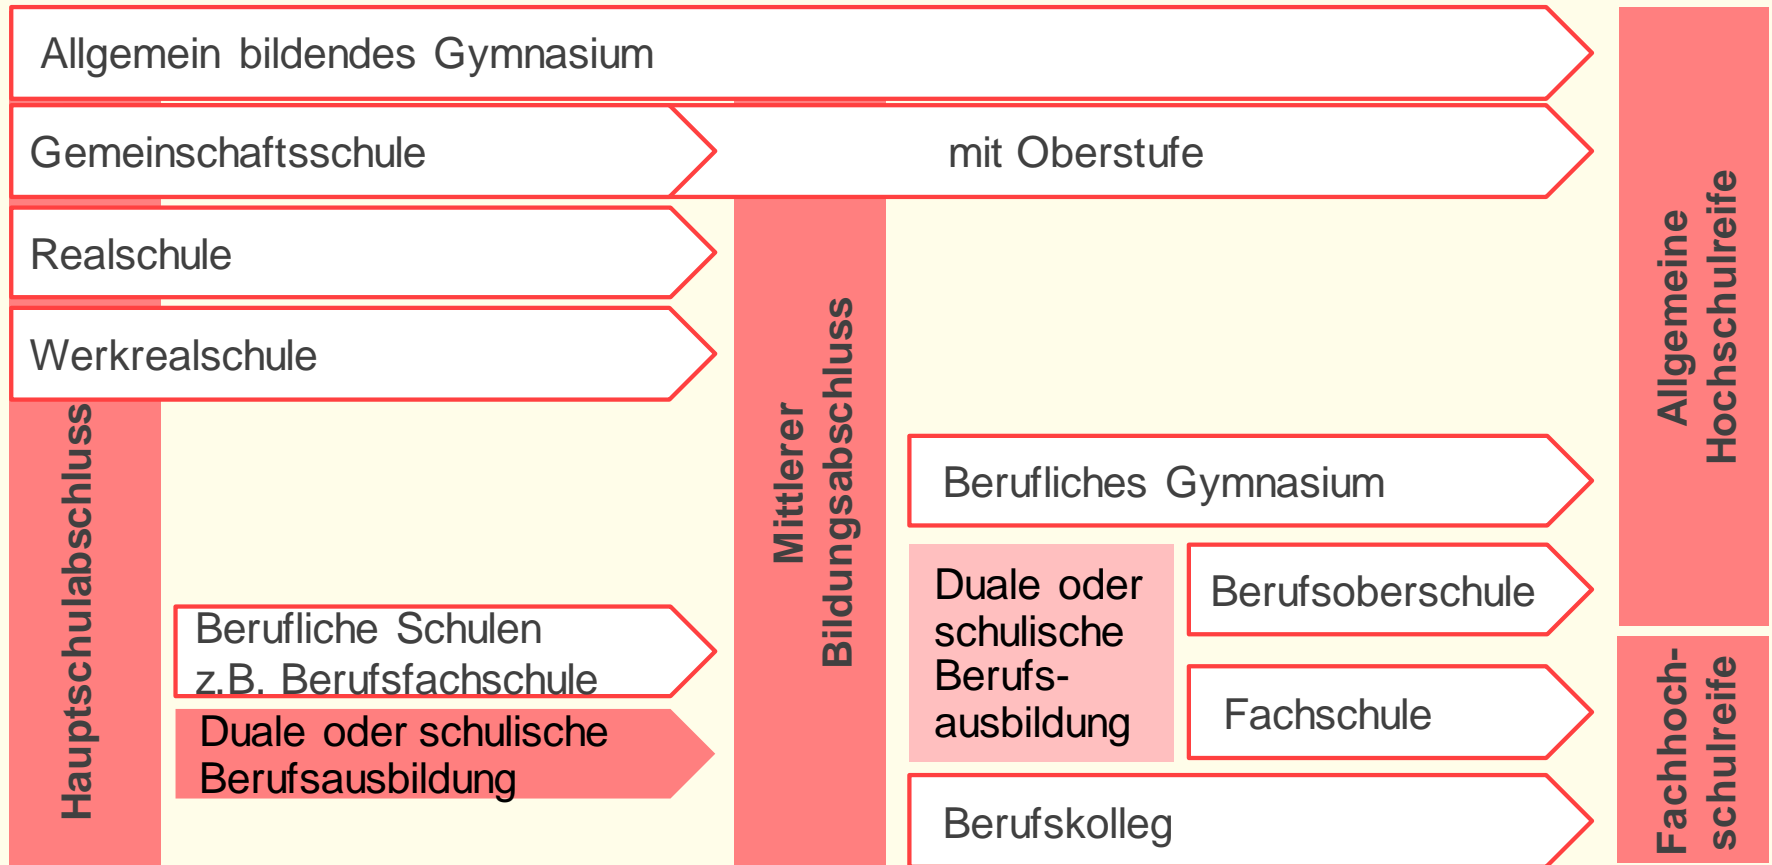 Allgemein bildendes Gymnasium
Gemeinschaftsschule
mit Oberstufe
Realschule
Werkrealschule
Hauptschulabschluss
Berufliche Schulen
z.B. Berufsfachschule
Duale oder schulische
Berufsausbildung
Mittlerer
Bildungsabschluss
Berufliches Gymnasium
Duale oder
schulische
Berufs-
ausbildung
Berufsoberschule
Fachschule
Berufskolleg
Allgemeine
Hochschulreife
Fachhoch-
schulreife